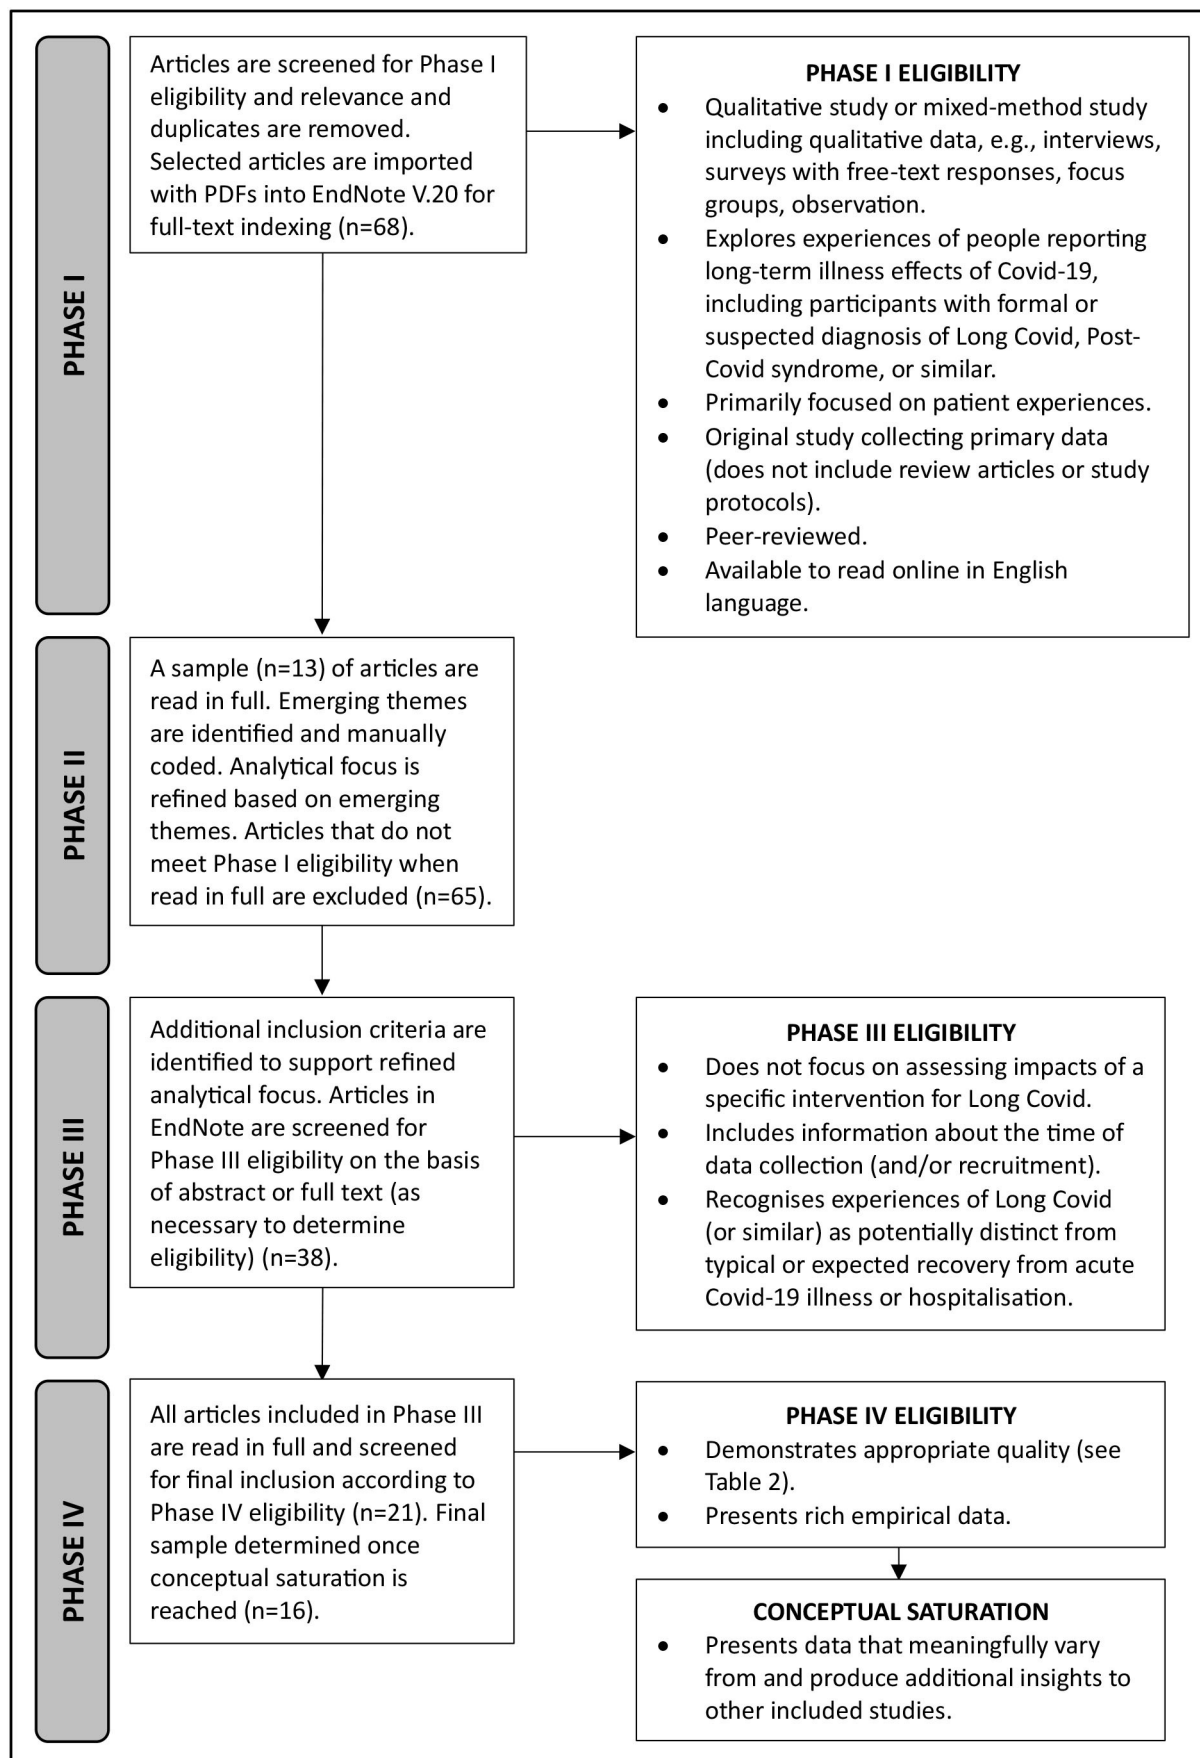 PHASE I
Articles are screened for Phase I
eligibility and relevance and
duplicates are removed.
Selected articles are imported
with PDFs into EndNote V.20 for
full-text indexing (n=68).
PHASE I ELIGIBILITY
• Qualitative study or mixed-method study
including qualitative data, e.g., interviews,
surveys with free-text responses, focus
groups, observation.
• Explores experiences of people reporting
long-term illness effects of Covid-19,
including participants with formal or
suspected diagnosis of Long Covid, Post-
Covid syndrome, or similar.
• Primarily focused on patient experiences.
• Original study collecting primary data
(does not include review articles or study
protocols).
• Peer-reviewed.
• Available to read online in English
language.
PHASE II
A sample (n=13) of articles are
read in full. Emerging themes
are identified and manually
coded. Analytical focus is
refined based on emerging
themes. Articles that do not
meet Phase I eligibility when
read in full are excluded (n=65).
PHASE III
Additional inclusion criteria are
identified to support refined
analytical focus. Articles in
EndNote are screened for
Phase III eligibility on the basis
of abstract or full text (as
necessary to determine
eligibility) (n=38).
PHASE III ELIGIBILITY
• Does not focus on assessing impacts of a
specific intervention for Long Covid.
• Includes information about the time of
data collection (and/or recruitment).
• Recognises experiences of Long Covid
(or similar) as potentially distinct from
typical or expected recovery from acute
Covid-19 illness or hospitalisation.
PHASE IV
All articles included in Phase III
are read in full and screened
for final inclusion according to
Phase IV eligibility (n=21). Final
sample determined once
conceptual saturation is
reached (n=16).
PHASE IV ELIGIBILITY
• Demonstrates appropriate quality (see
Table 2).
• Presents rich empirical data.
CONCEPTUAL SATURATION
• Presents data that meaningfully vary
from and produce additional insights to
other included studies.